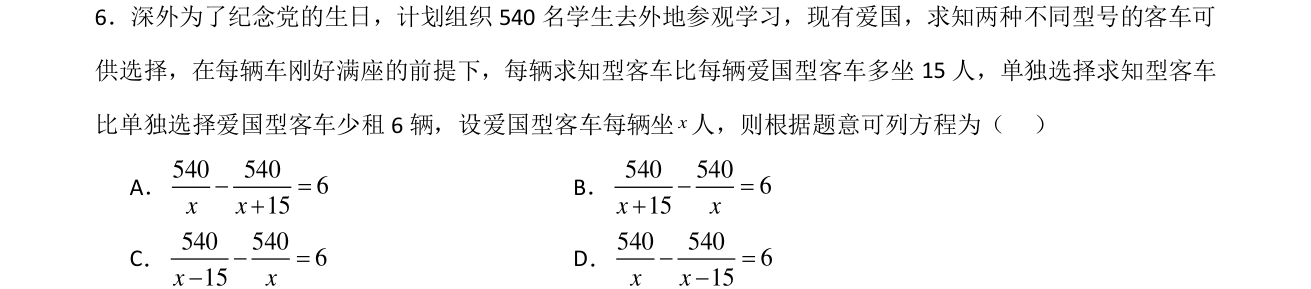 6．深外为了纪念党的生日，计划组织 540 名学生去外地参观学习，现有爱国，求知两种不同型号的客车可
供选择，在每辆车刚好满座的前提下，每辆求知型客车比每辆爱国型客车多坐 15 人，单独选择求知型客车
比单独选择爱国型客车少租 6 辆，设爱国型客车每辆坐 x 人，则根据题意可列方程为（　）
A． 540/x − 540/(x+15) = 6　B． 540/(x+15) − 540/x = 6
C． 540/(x−15) − 540/x = 6　D． 540/x − 540/(x−15) = 6